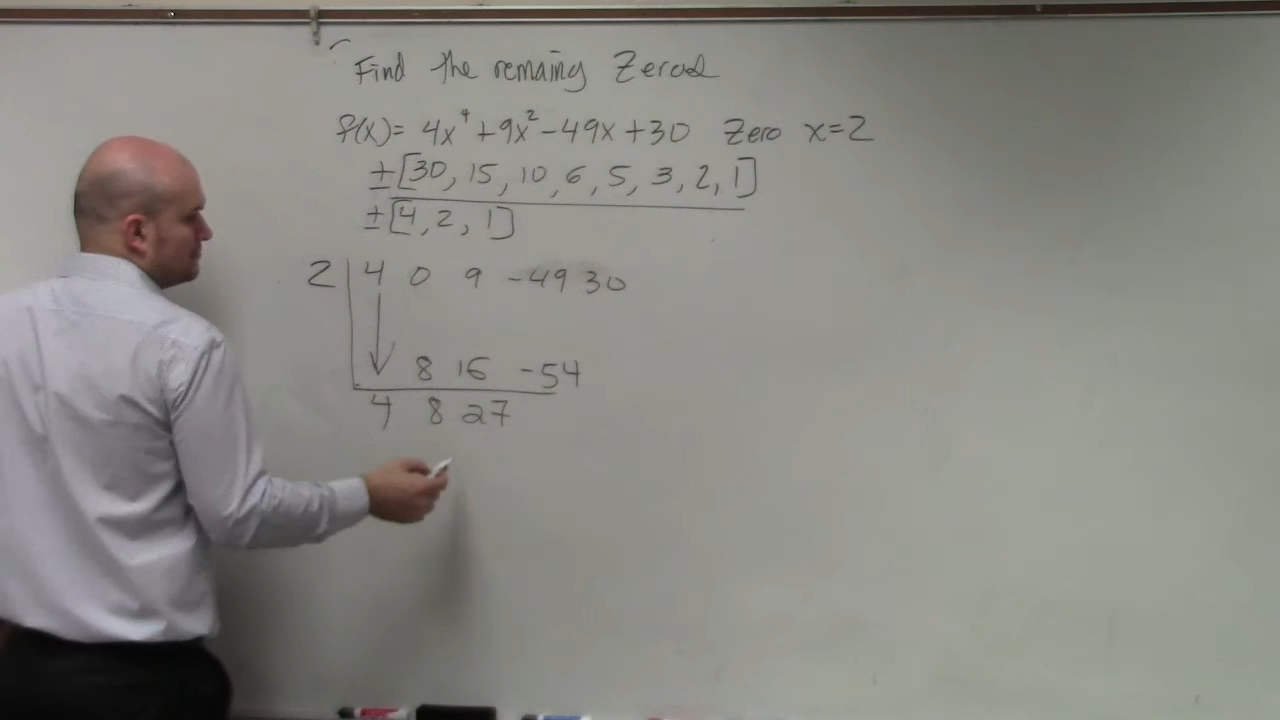 Find the remaing Zeros
f(x)= 4x⁴+9x²-49x+30 Zero x=2
±[30, 15, 10, 6, 5, 3, 2, 1]
±[4, 2, 1]
2 4 0 9 -49 30
8 16 -54
4 8 27